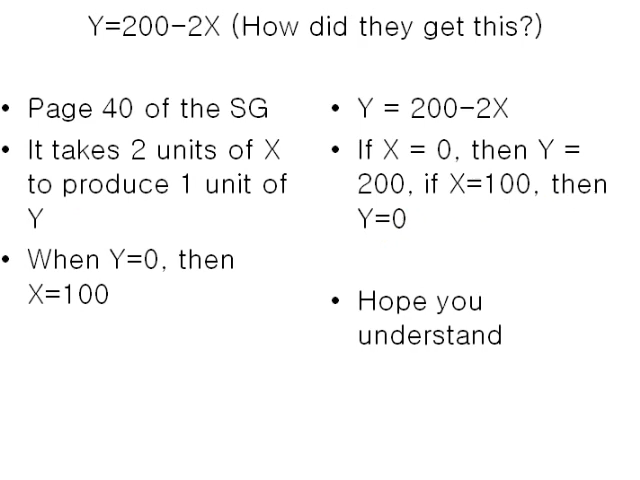 Y=200-2X (How did they get this?)
• Page 40 of the SG
• It takes 2 units of X
to produce 1 unit of
Y
• When Y=0, then
X=100
• Y = 200-2X
• If X = 0, then Y =
200, if X=100, then
Y=0
• Hope you
understand